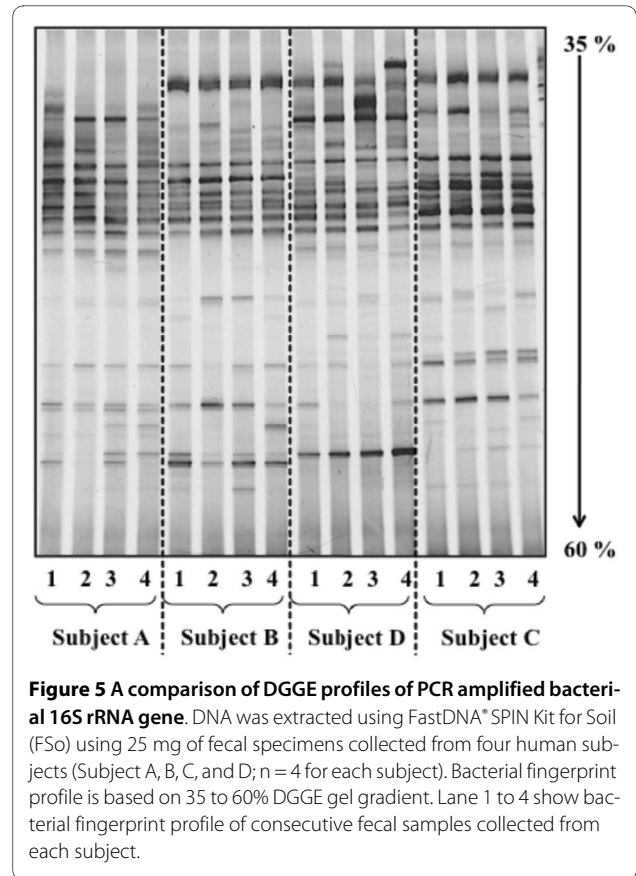 35 %
60 %
1 2 3 4 1 2 3 4 1 2 3 4 1 2 3 4
Subject A Subject B Subject D Subject C
Figure 5 A comparison of DGGE profiles of PCR amplified bacteri-
al 16S rRNA gene. DNA was extracted using FastDNA® SPIN Kit for Soil
(FSo) using 25 mg of fecal specimens collected from four human sub-
jects (Subject A, B, C, and D; n = 4 for each subject). Bacterial fingerprint
profile is based on 35 to 60% DGGE gel gradient. Lane 1 to 4 show bac-
terial fingerprint profile of consecutive fecal samples collected from
each subject.